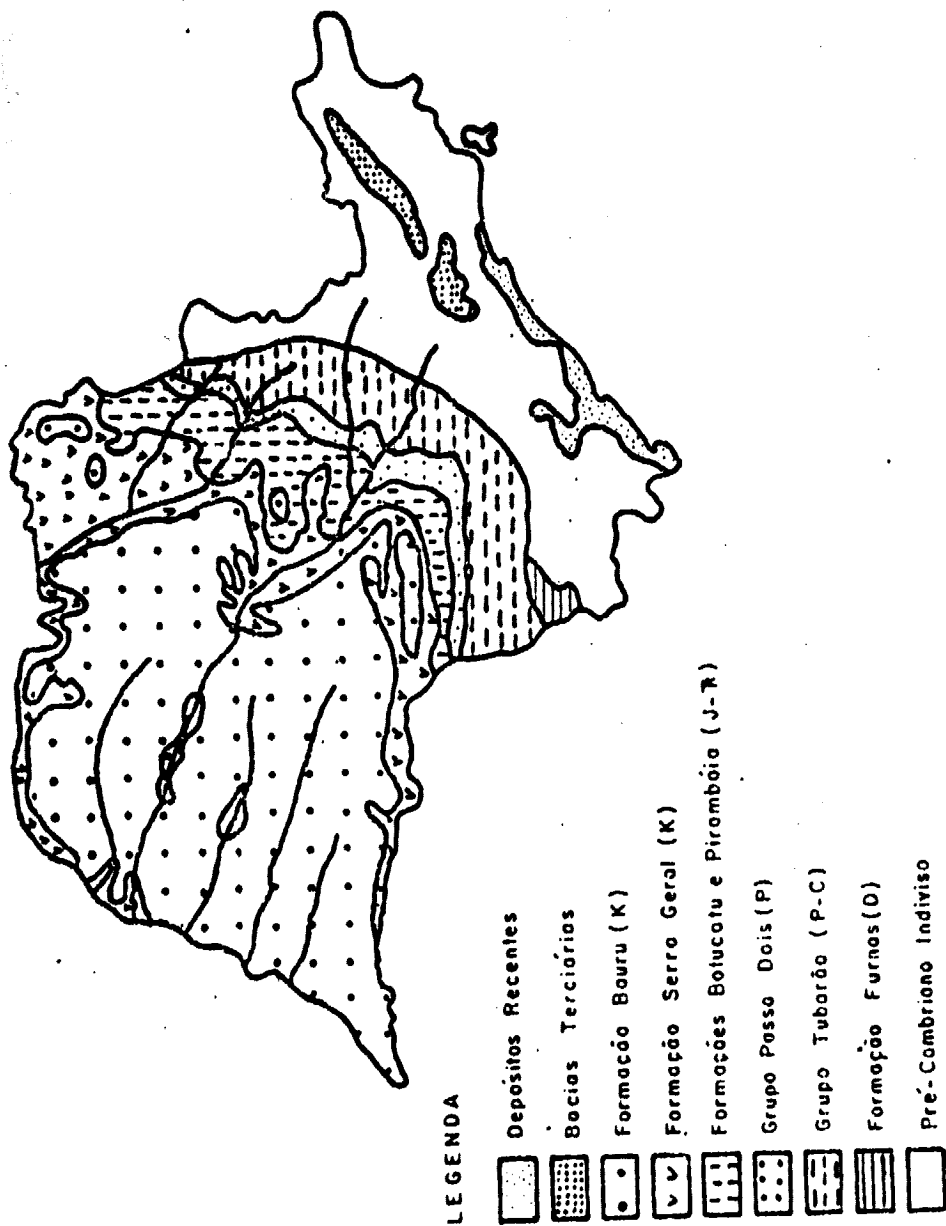 LEGENDA
Depósitos Recentes
Bacias Terciárias
Formação Bauru (K)
Formação Serra Geral (K)
Formações Botucatu e Pirambóia (J-TR)
Grupo Passa Dois (P)
Grupo Tubarão (P-C)
Formação Furnas (D)
Pré-Cambriano Indiviso